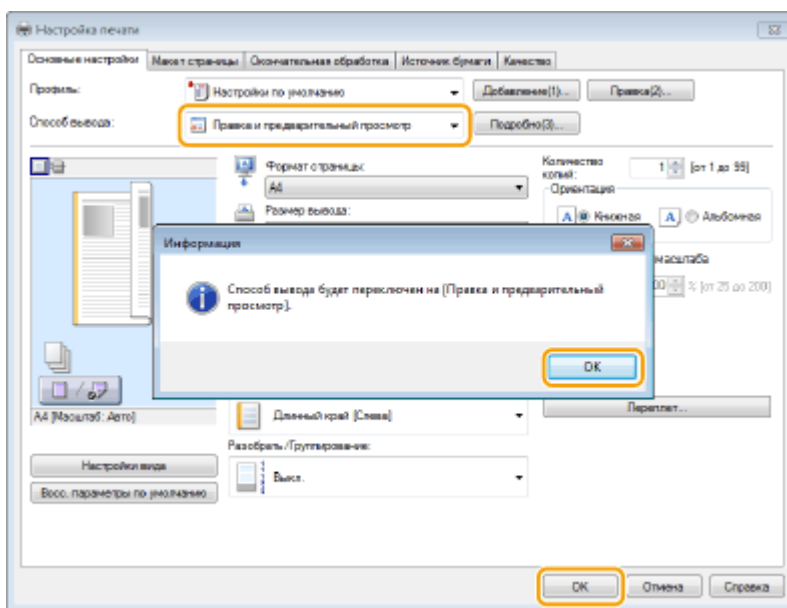 Настройка печати
Основные настройки Макет страницы Окончательная обработка Источник бумаги Качество
Профиль: Настройки по умолчанию Добавление(1)... Правка(2)...
Способ вывода: Правка и предварительный просмотр Подробно(3)...
Формат страницы:
A4
Размер вывода:
Количество копий: 1 [от 1 до 99]
Ориентация
A Книжная A Альбомная
Информация
Способ вывода будет переключен на [Правка и предварительный
просмотр].
OK
масштаба
00 % [от 25 до 200]
A4 [Масштаб: Авто]
Длинный край [Слева]
Переплет...
Разобрать/Группирование:
Выкл.
Настройки вида
Восс. параметры по умолчанию
OK Отмена Справка